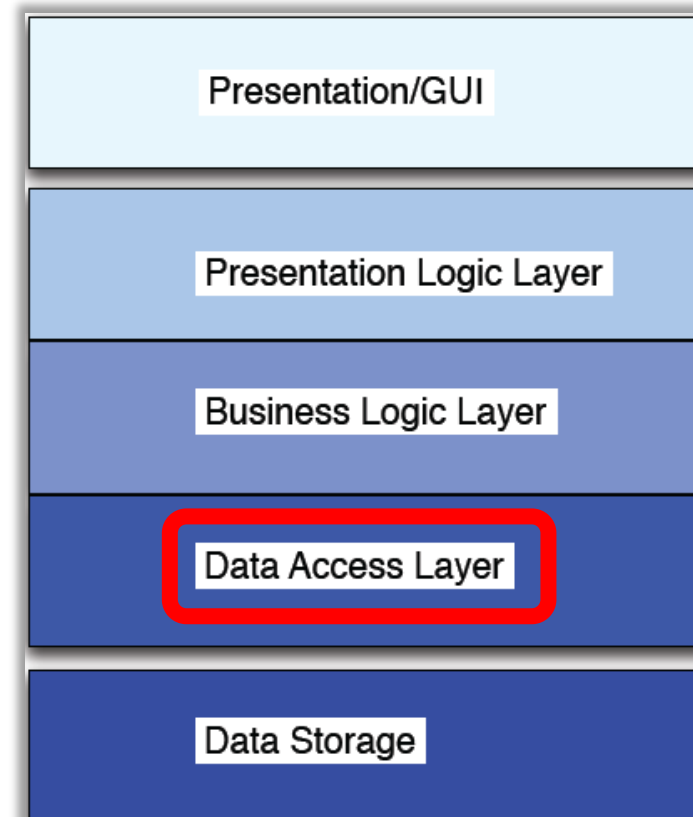 Presentation/GUI
Presentation Logic Layer
Business Logic Layer
Data Access Layer
Data Storage